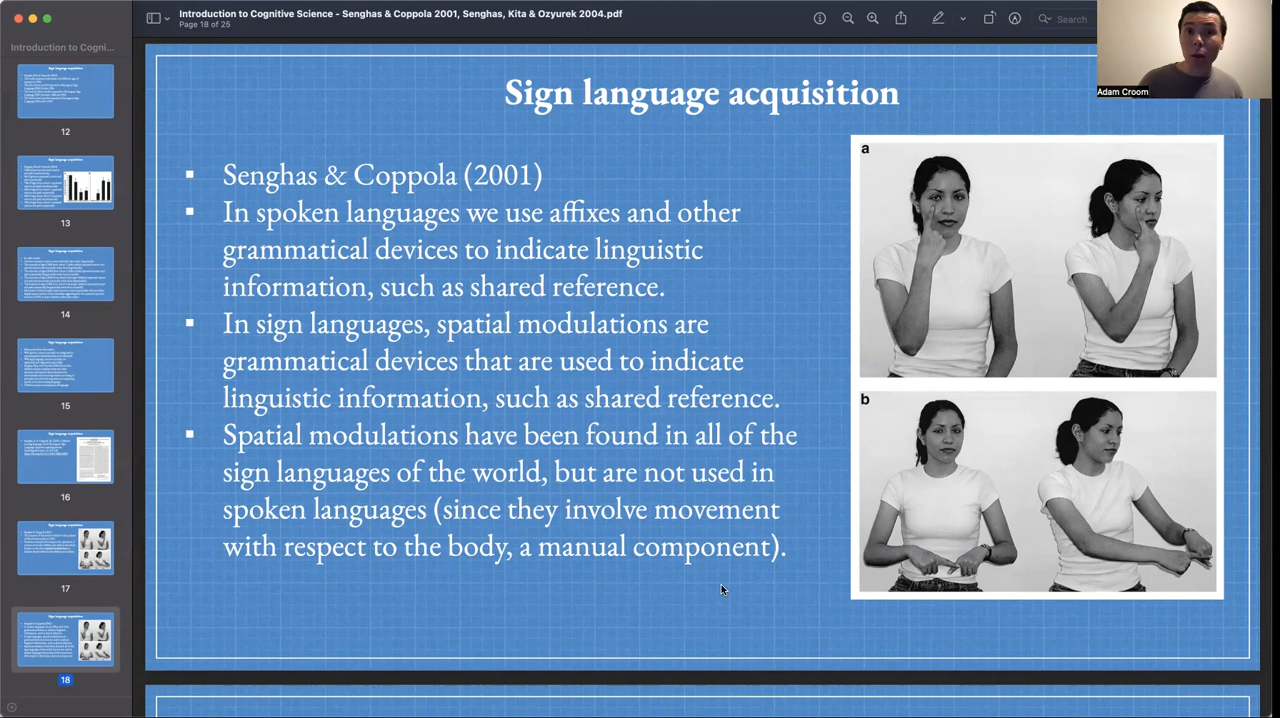 Introduction to Cognitive Science - Senghas & Coppola 2001, Senghas, Kita & Ozyurek 2004.pdf
Page 18 of 25
Search
Introduction to Cogni...
Adam Croom
12
13
14
15
16
17
18
Sign language acquisition
▪ Senghas & Coppola (2001)
▪ In spoken languages we use affixes and other
grammatical devices to indicate linguistic
information, such as shared reference.
▪ In sign languages, spatial modulations are
grammatical devices that are used to indicate
linguistic information, such as shared reference.
▪ Spatial modulations have been found in all of the
sign languages of the world, but are not used in
spoken languages (since they involve movement
with respect to the body, a manual component).
a
b